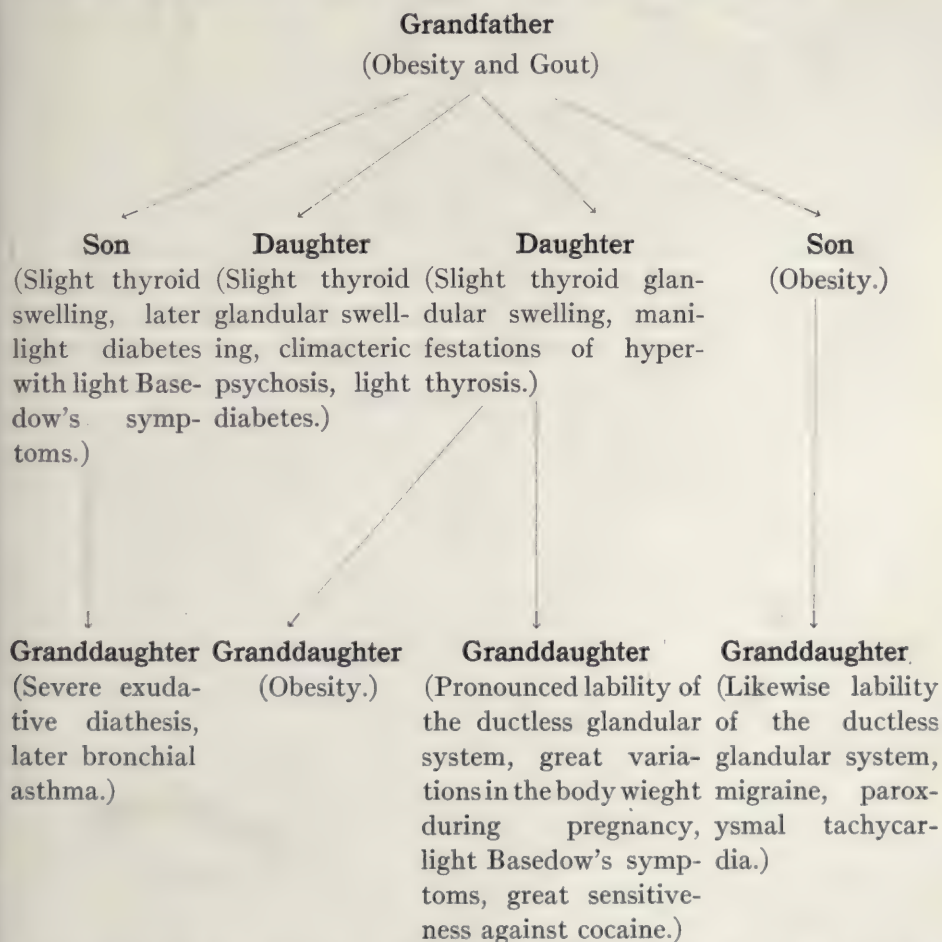 Grandfather
(Obesity and Gout)
Son
(Slight thyroid
swelling, later
light diabetes
with light Base-
dow's symp-
toms.)
Daughter
(Slight thyroid
glandular swell-
ing, climacteric
psychosis, light
diabetes.)
Daughter
(Slight thyroid glan-
dular swelling, mani-
festations of hyper-
thyrosis.)
Son
(Obesity.)
Granddaughter
(Severe exuda-
tive diathesis,
later bronchial
asthma.)
Granddaughter
(Obesity.)
Granddaughter
(Pronounced lability of
the ductless glandular
system, great varia-
tions in the body wieght
during pregnancy,
light Basedow's symp-
toms, great sensitive-
ness against cocaine.)
Granddaughter
(Likewise lability
of the ductless
glandular system,
migraine, parox-
ysmal tachycar-
dia.)